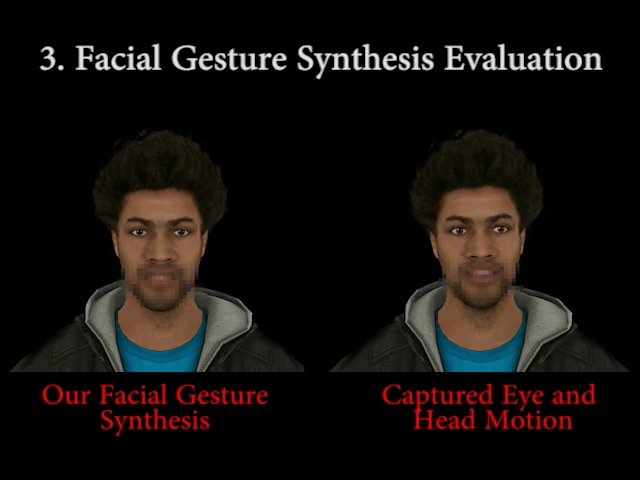 3. Facial Gesture Synthesis Evaluation
Our Facial Gesture
Synthesis
Captured Eye and
Head Motion